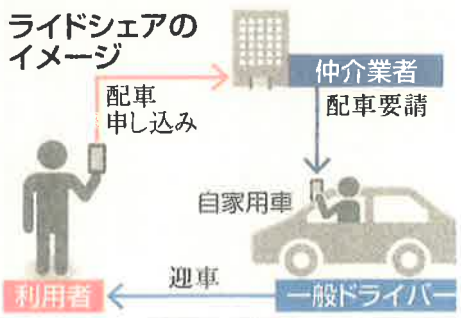 ライドシェアの
イメージ
仲介業者
配車
申し込み
配車要請
自家用車
迎車
利用者
一般ドライバー